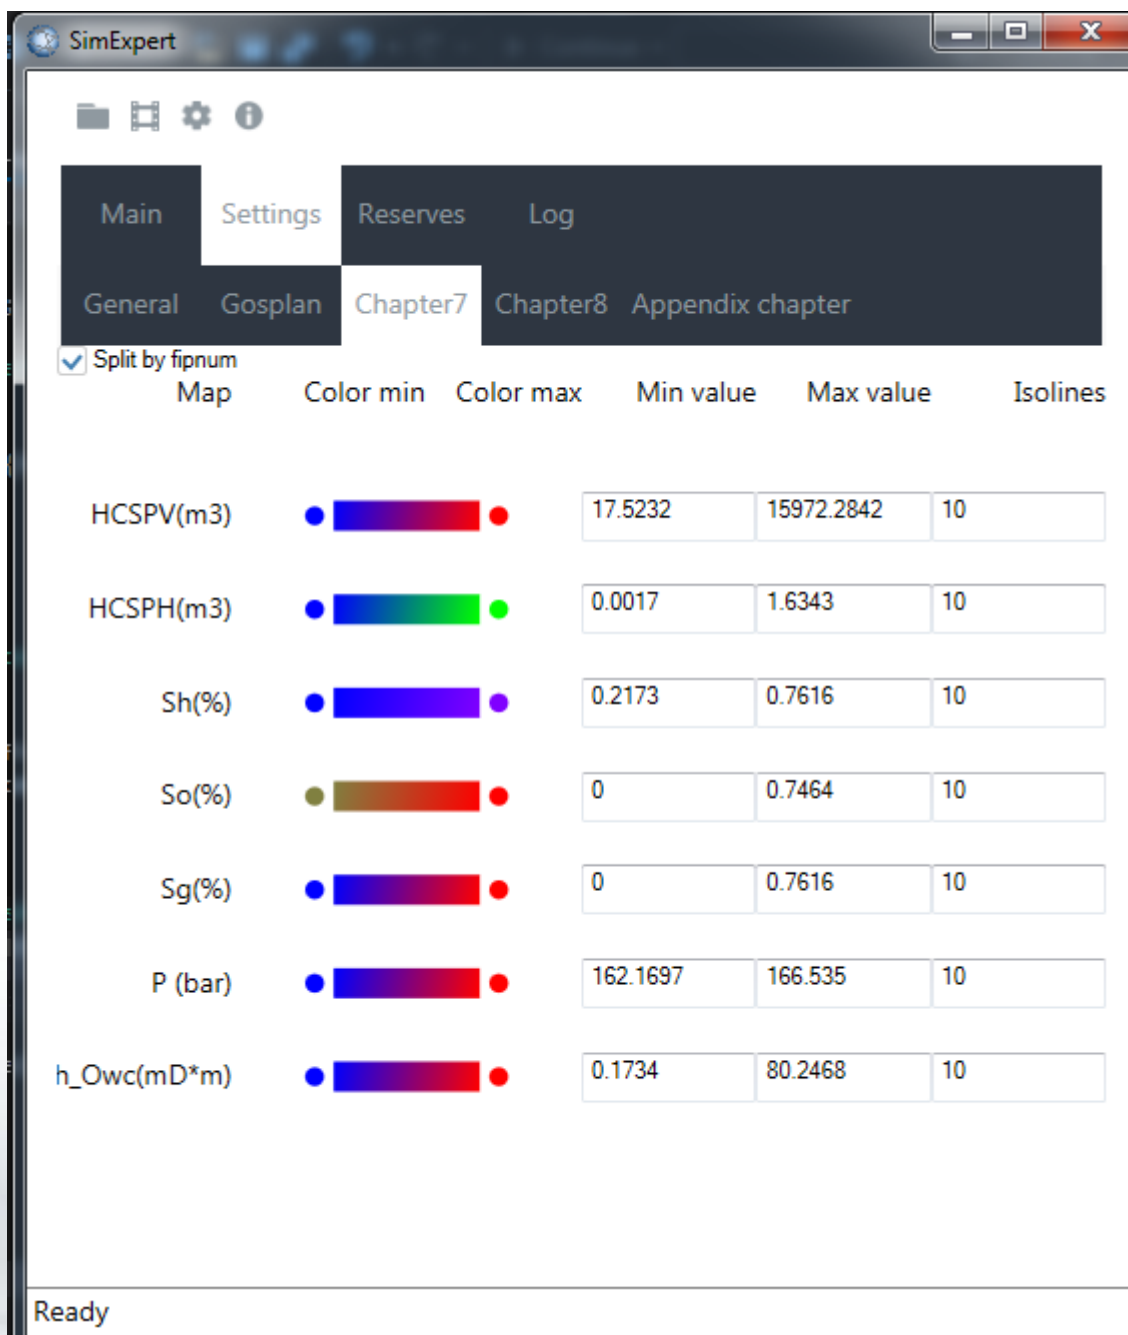 SimExpert
Main Settings Reserves Log
General Gosplan Chapter7 Chapter8 Appendix chapter
Split by fipnum
Map Color min Color max Min value Max value Isolines
HCSPV(m3) 17.5232 15972.2842 10
HCSPH(m3) 0.0017 1.6343 10
Sh(%) 0.2173 0.7616 10
So(%) 0 0.7464 10
Sg(%) 0 0.7616 10
P (bar) 162.1697 166.535 10
h_Owc(mD*m) 0.1734 80.2468 10
Ready